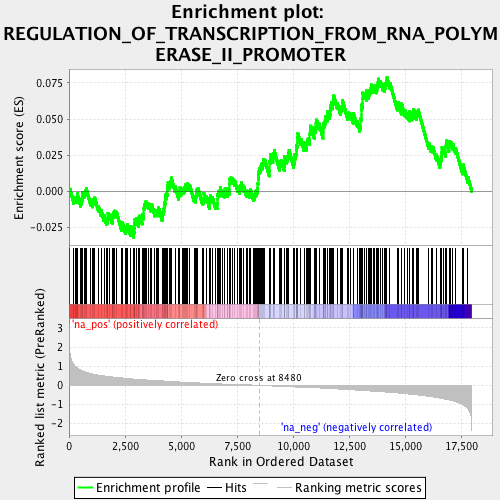 Enrichment plot:
REGULATION_OF_TRANSCRIPTION_FROM_RNA_POLYM
ERASE_II_PROMOTER
Enrichment score (ES)
0.075
0.050
0.025
0.000
-0.025
Ranked list metric (PreRanked)
'na_pos' (positively correlated)
3
2
1
0
-1
-2
Zero cross at 8480
'na_neg' (negatively correlated)
0
2,500
5,000
7,500
10,000
12,500
15,000
17,500
Rank in Ordered Dataset
Enrichment profile
Hits
Ranking metric scores